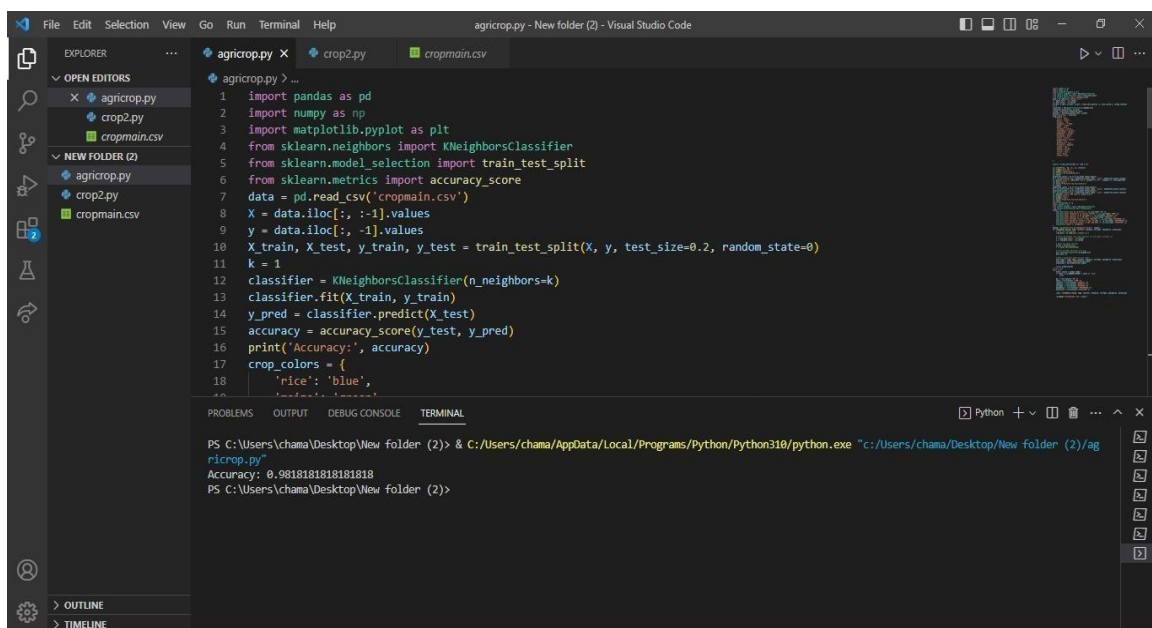 File Edit Selection View Go Run Terminal Help agricrop.py - New folder (2) - Visual Studio Code
EXPLORER
OPEN EDITORS
agricrop.py
crop2.py
cropmain.csv
NEW FOLDER (2)
agricrop.py
crop2.py
cropmain.csv
2
OUTLINE
TIMELINE
agricrop.py crop2.py cropmain.csv
agricrop.py > ...
1 import pandas as pd
2 import numpy as np
3 import matplotlib.pyplot as plt
4 from sklearn.neighbors import KNeighborsClassifier
5 from sklearn.model_selection import train_test_split
6 from sklearn.metrics import accuracy_score
7 data = pd.read_csv('cropmain.csv')
8 X = data.iloc[:, :-1].values
9 y = data.iloc[:, -1].values
10 X_train, X_test, y_train, y_test = train_test_split(X, y, test_size=0.2, random_state=0)
11 k = 1
12 classifier = KNeighborsClassifier(n_neighbors=k)
13 classifier.fit(X_train, y_train)
14 y_pred = classifier.predict(X_test)
15 accuracy = accuracy_score(y_test, y_pred)
16 print('Accuracy:', accuracy)
17 crop_colors = {
18 'rice': 'blue',
PROBLEMS OUTPUT DEBUG CONSOLE TERMINAL Python
PS C:\Users\chama\Desktop\New folder (2)> & C:/Users/chama/AppData/Local/Programs/Python/Python310/python.exe "c:/Users/chama/Desktop/New folder (2)/ag
ricrop.py"
Accuracy: 0.9818181818181818
PS C:\Users\chama\Desktop\New folder (2)>